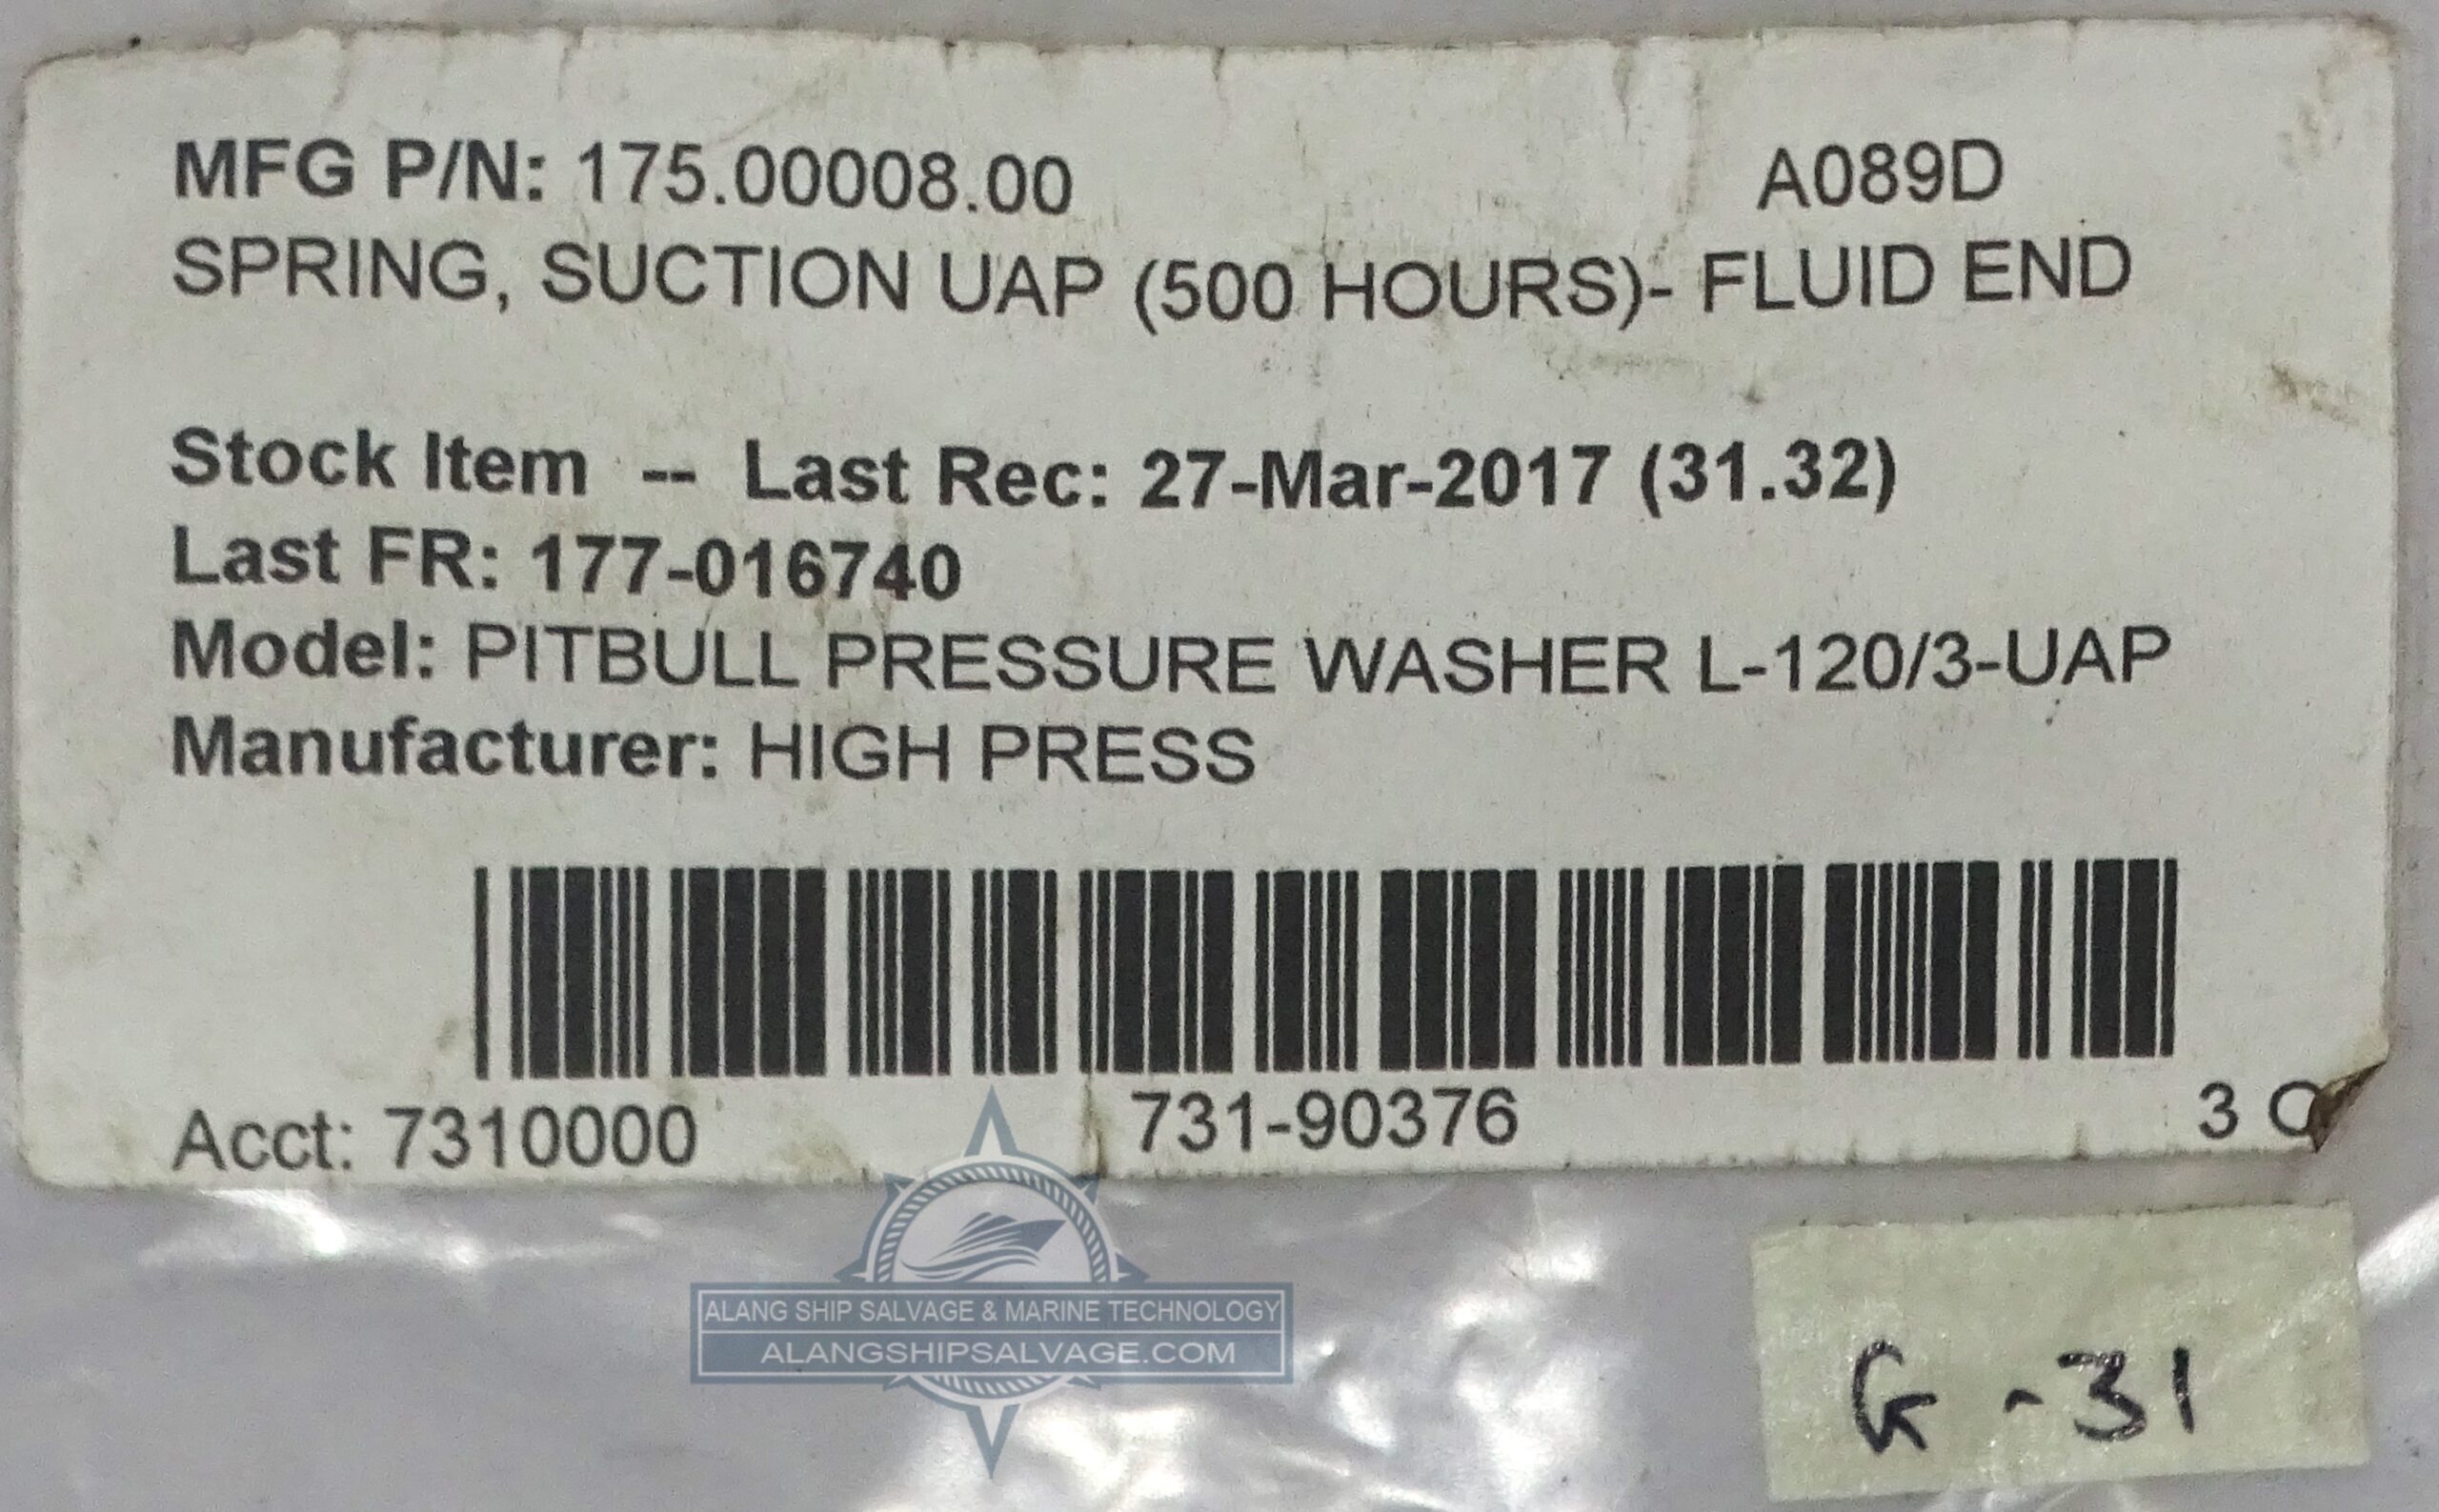 MFG P/N: 175.00008.00 A089D
SPRING, SUCTION UAP (500 HOURS)- FLUID END
Stock Item -- Last Rec: 27-Mar-2017 (31.32)
Last FR: 177-016740
Model: PITBULL PRESSURE WASHER L-120/3-UAP
Manufacturer: HIGH PRESS
Acct: 7310000 731-90376 3
ALANG SHIP SALVAGE & MARINE TECHNOLOGY
ALANGSHIPSALVAGE.COM
G-31